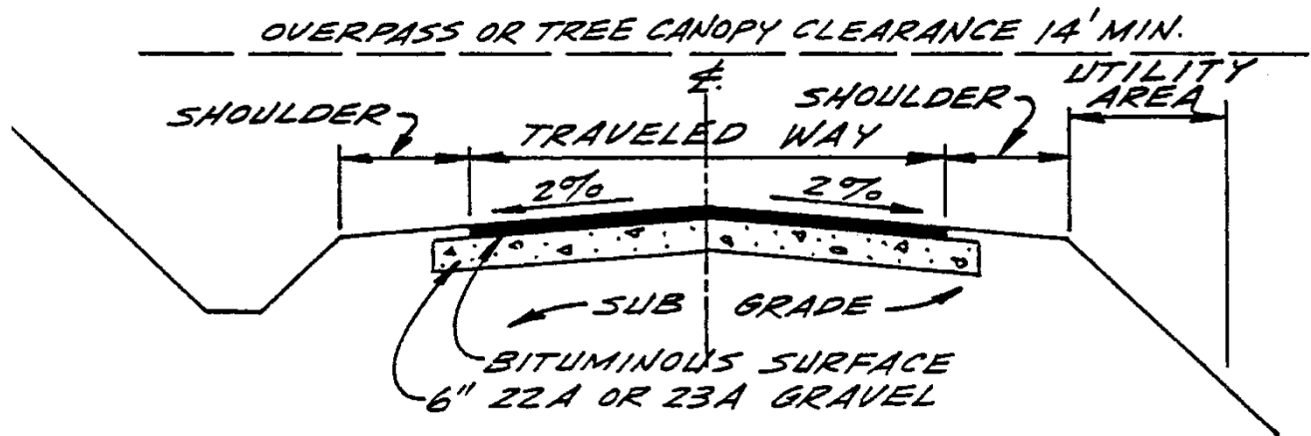 OVERPASS OR TREE CANOPY CLEARANCE 14' MIN.
℄
UTILITY
AREA
SHOULDER
SHOULDER
TRAVELED WAY
2%
2%
SUB GRADE
BITUMINOUS SURFACE
6" 22A OR 23A GRAVEL